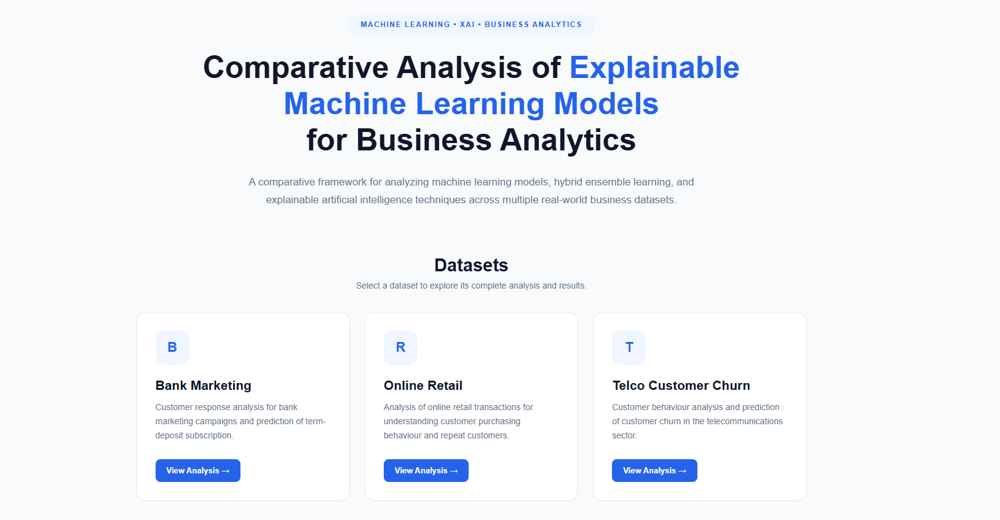 MACHINE LEARNING • XAI • BUSINESS ANALYTICS
Comparative Analysis of Explainable
Machine Learning Models
for Business Analytics
A comparative framework for analyzing machine learning models, hybrid ensemble learning, and
explainable artificial intelligence techniques across multiple real-world business datasets.
Datasets
Select a dataset to explore its complete analysis and results.
B
Bank Marketing
Customer response analysis for bank
marketing campaigns and prediction of term-
deposit subscription.
View Analysis →
R
Online Retail
Analysis of online retail transactions for
understanding customer purchasing
behaviour and repeat customers.
View Analysis →
T
Telco Customer Churn
Customer behaviour analysis and prediction
of customer churn in the telecommunications
sector.
View Analysis →